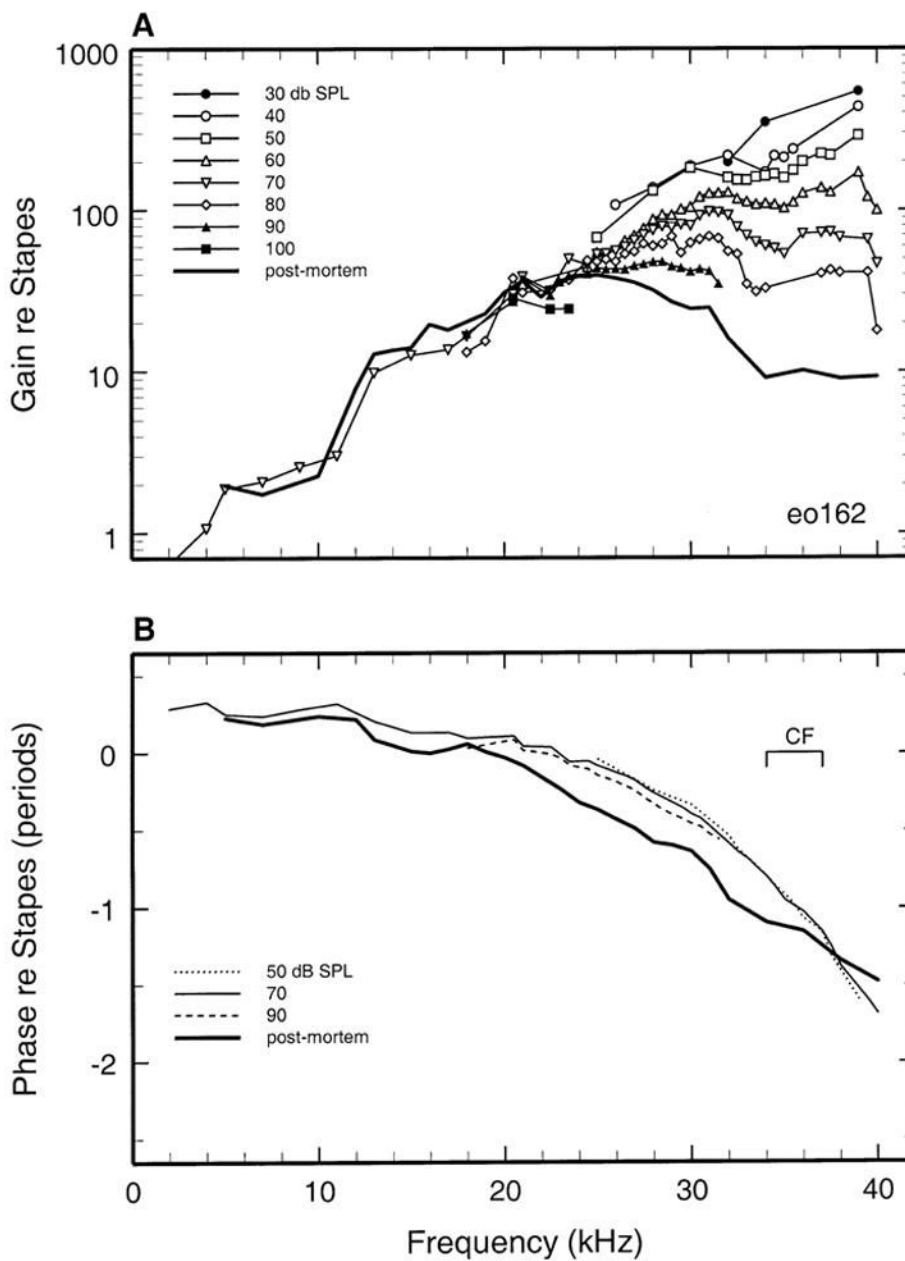 A
1000
100
10
1
Gain re Stapes
30 db SPL
40
50
60
70
80
90
100
post-mortem
eo162
B
0
-1
-2
Phase re Stapes (periods)
CF
50 dB SPL
70
90
post-mortem
0
10
20
30
40
Frequency (kHz)